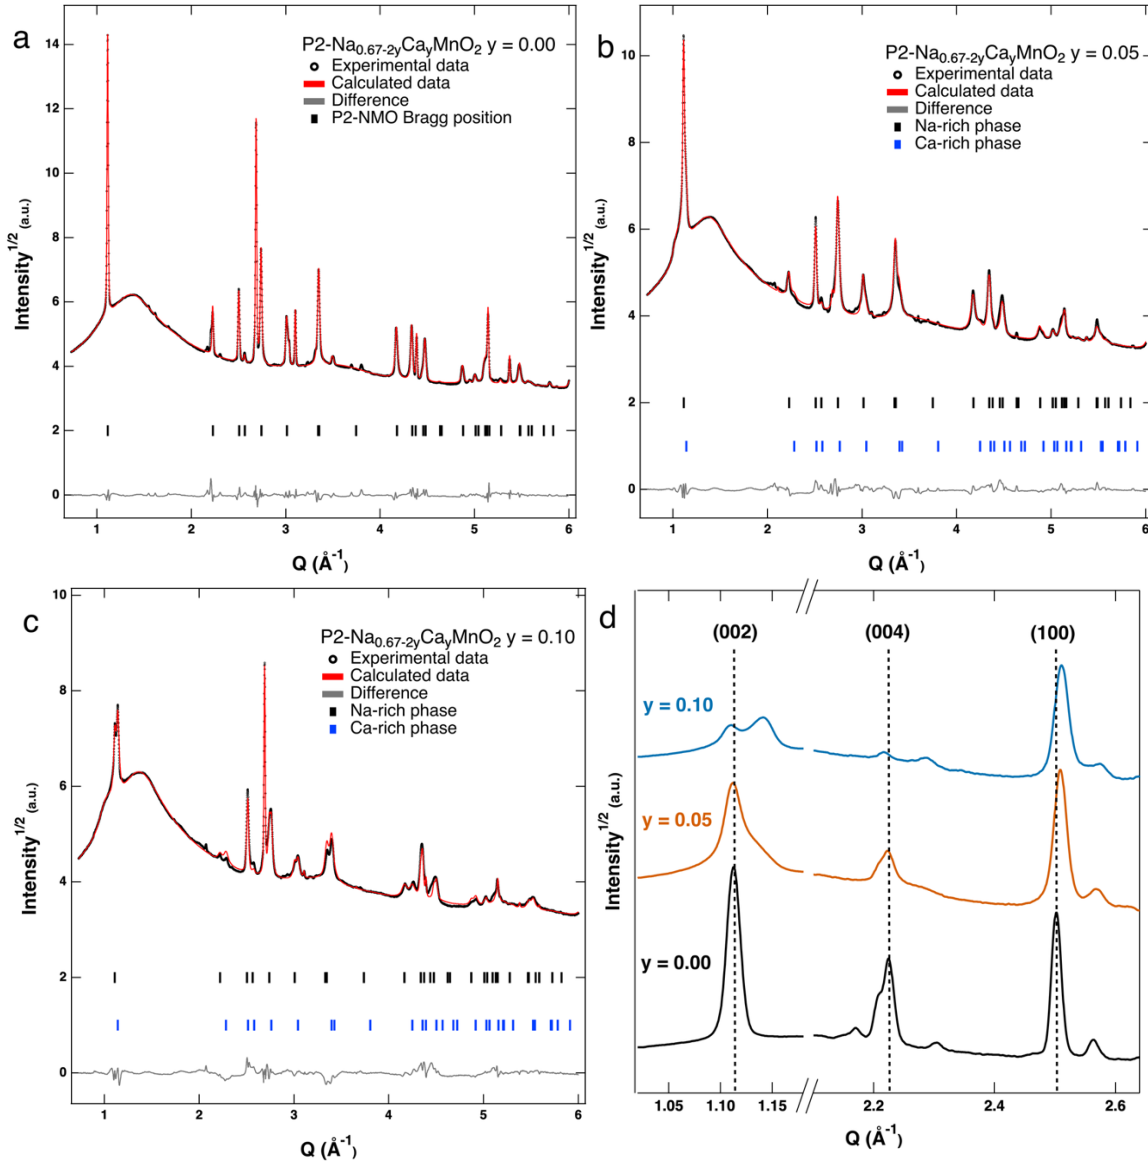 a
P2-Na0.67-2yCayMnO2 y = 0.00
Experimental data
Calculated data
Difference
P2-NMO Bragg position
Intensity1/2 (a.u.)
14
12
10
8
6
4
2
0
1 2 3 4 5 6
Q (Å-1)
b
P2-Na0.67-2yCayMnO2 y = 0.05
Experimental data
Calculated data
Difference
Na-rich phase
Ca-rich phase
Intensity1/2 (a.u.)
10
8
6
4
2
0
1 2 3 4 5 6
Q (Å-1)
c
P2-Na0.67-2yCayMnO2 y = 0.10
Experimental data
Calculated data
Difference
Na-rich phase
Ca-rich phase
Intensity1/2 (a.u.)
10
8
6
4
2
0
1 2 3 4 5 6
Q (Å-1)
d
(002) (004) (100)
y = 0.10
y = 0.05
y = 0.00
Intensity1/2 (a.u.)
1.05 1.10 1.15 2.2 2.4 2.6
Q (Å-1)